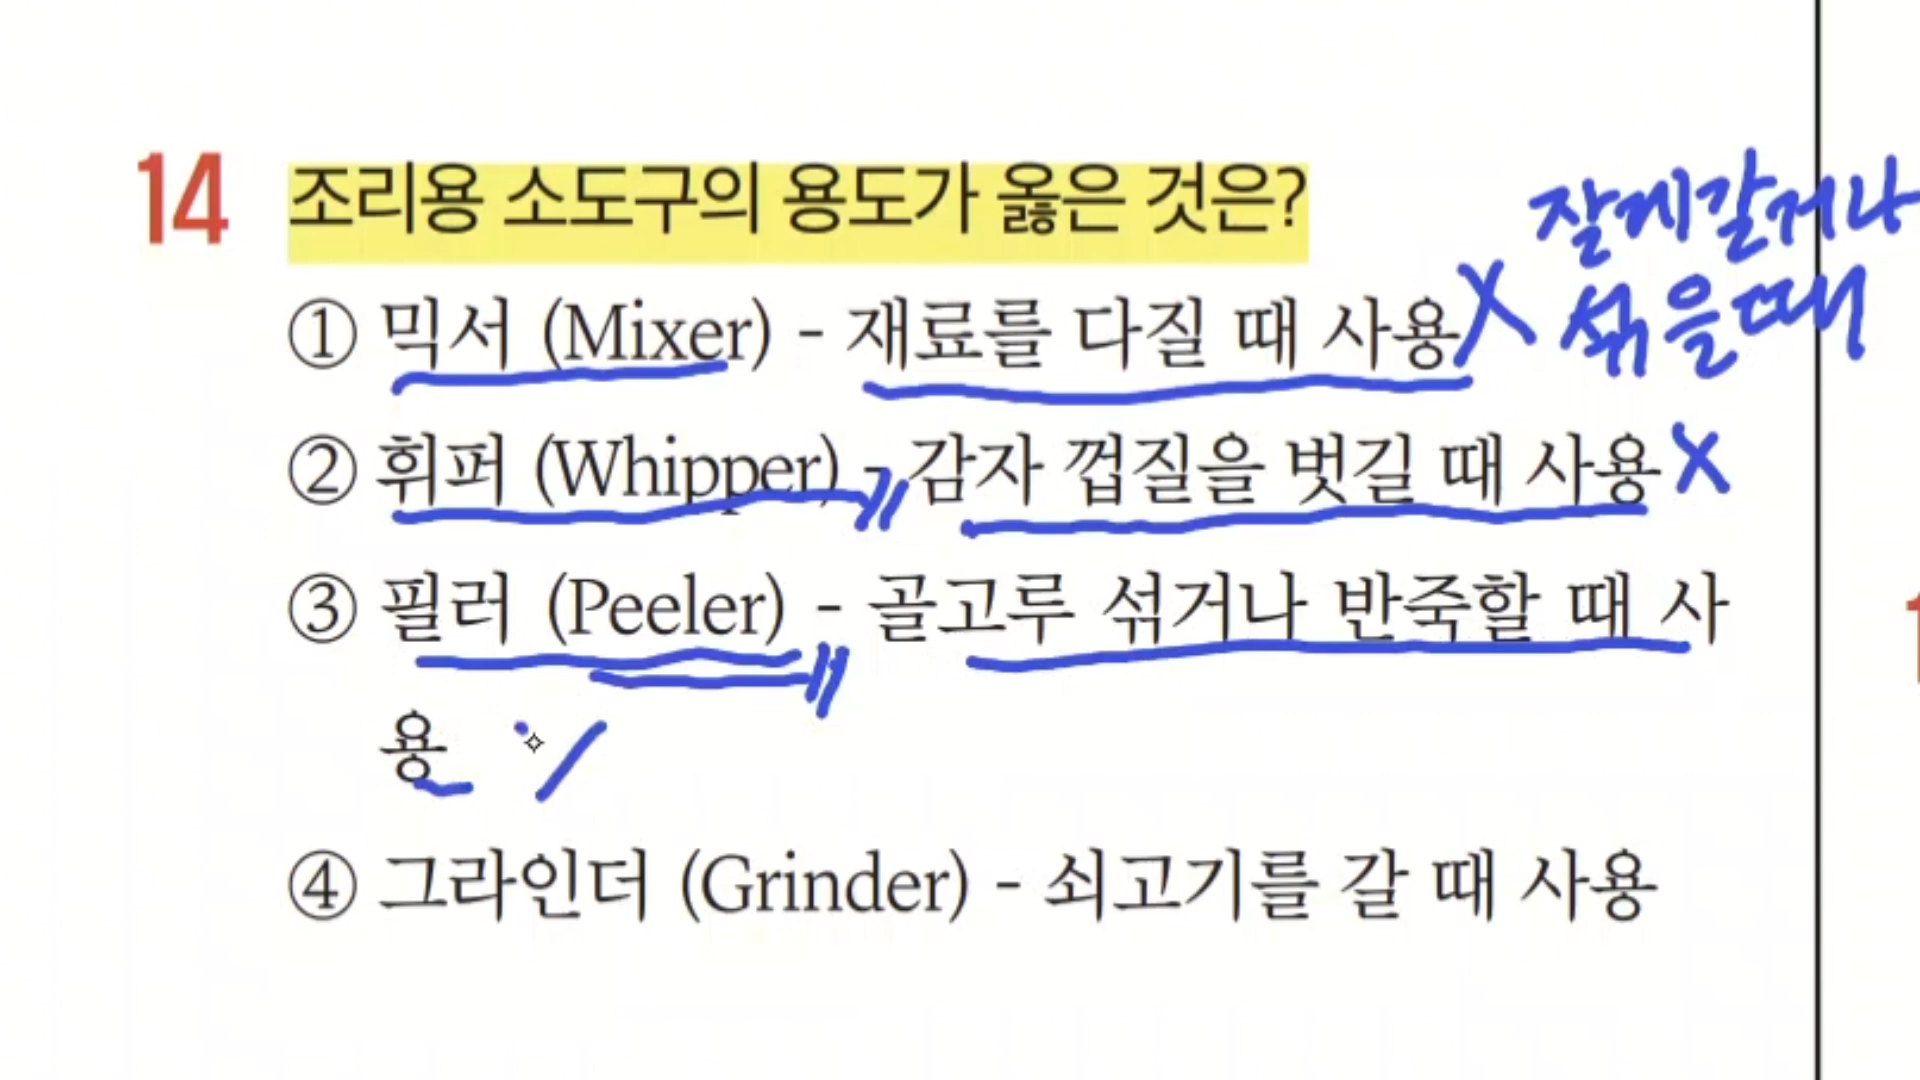 14 조리용 소도구의 용도가 옳은 것은?
잘게갈거나
① 믹서 (Mixer) - 재료를 다질 때 사용X
섞을때
② 휘퍼 (Whipper) - 감자 껍질을 벗길 때 사용X
③ 필러 (Peeler) - 골고루 섞거나 반죽할 때 사
용
④ 그라인더 (Grinder) - 쇠고기를 갈 때 사용